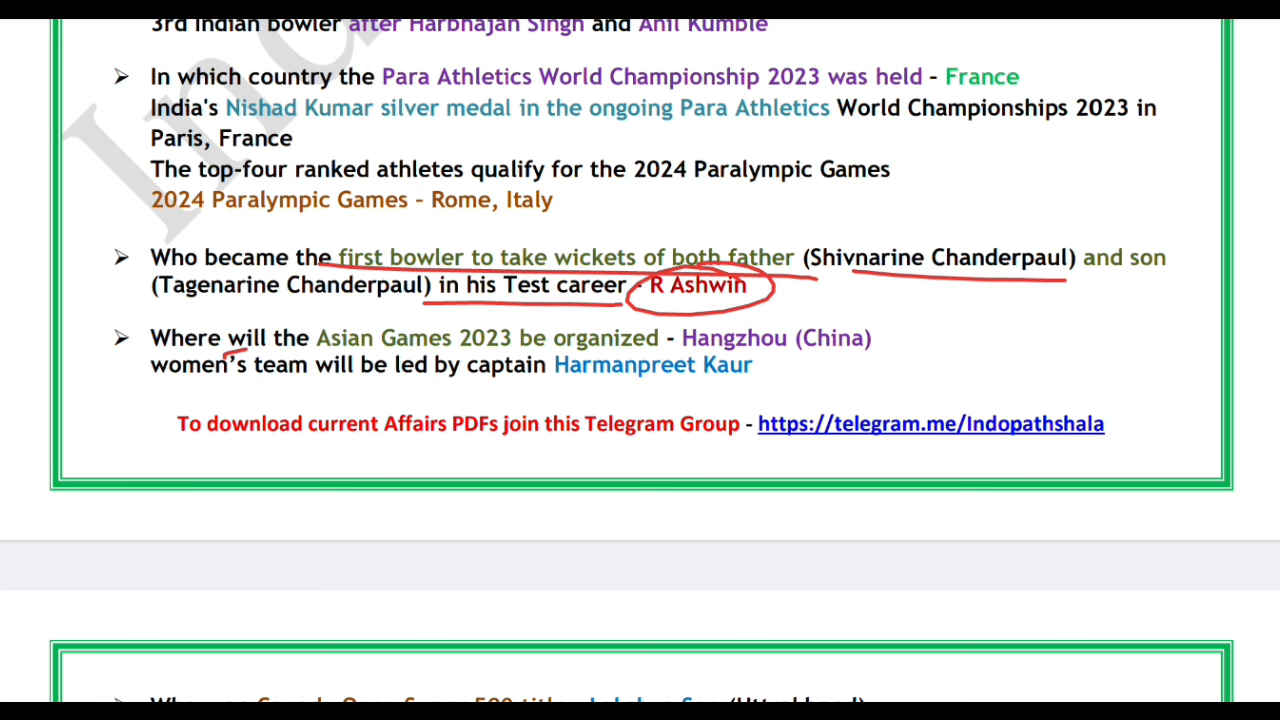 3rd Indian bowler after Harbhajan Singh and Anil Kumble
➢ In which country the Para Athletics World Championship 2023 was held – France
India's Nishad Kumar silver medal in the ongoing Para Athletics World Championships 2023 in
Paris, France
The top-four ranked athletes qualify for the 2024 Paralympic Games
2024 Paralympic Games – Rome, Italy
➢ Who became the first bowler to take wickets of both father (Shivnarine Chanderpaul) and son
(Tagenarine Chanderpaul) in his Test career - R Ashwin
➢ Where will the Asian Games 2023 be organized - Hangzhou (China)
women’s team will be led by captain Harmanpreet Kaur
To download current Affairs PDFs join this Telegram Group - https://telegram.me/Indopathshala